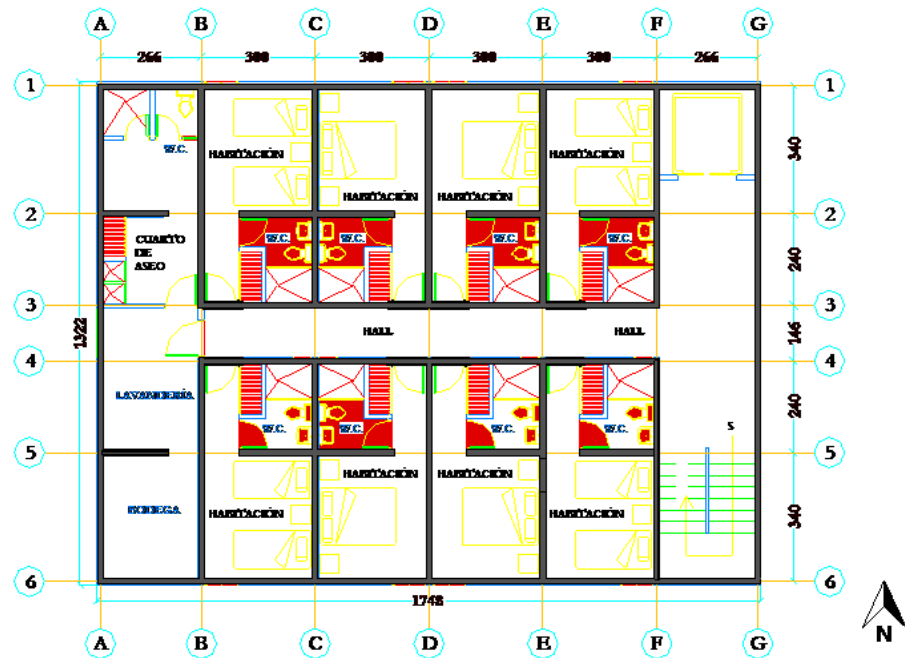 A B C D E F G
266 300 300 300 300 266
1 1
W.C.
HABITACIÓN HABITACIÓN HABITACIÓN HABITACIÓN
340
2 2
W.C. W.C. W.C. W.C.
CUARTO
DE
ASEO
240
3 3
1322
HALL HALL
146
4 4
LAVANDERÍA
240
W.C. W.C. W.C. W.C.
S
5 5
HABITACIÓN HABITACIÓN
BODEGA HABITACIÓN HABITACIÓN
340
6 6
1748
A B C D E F G
N